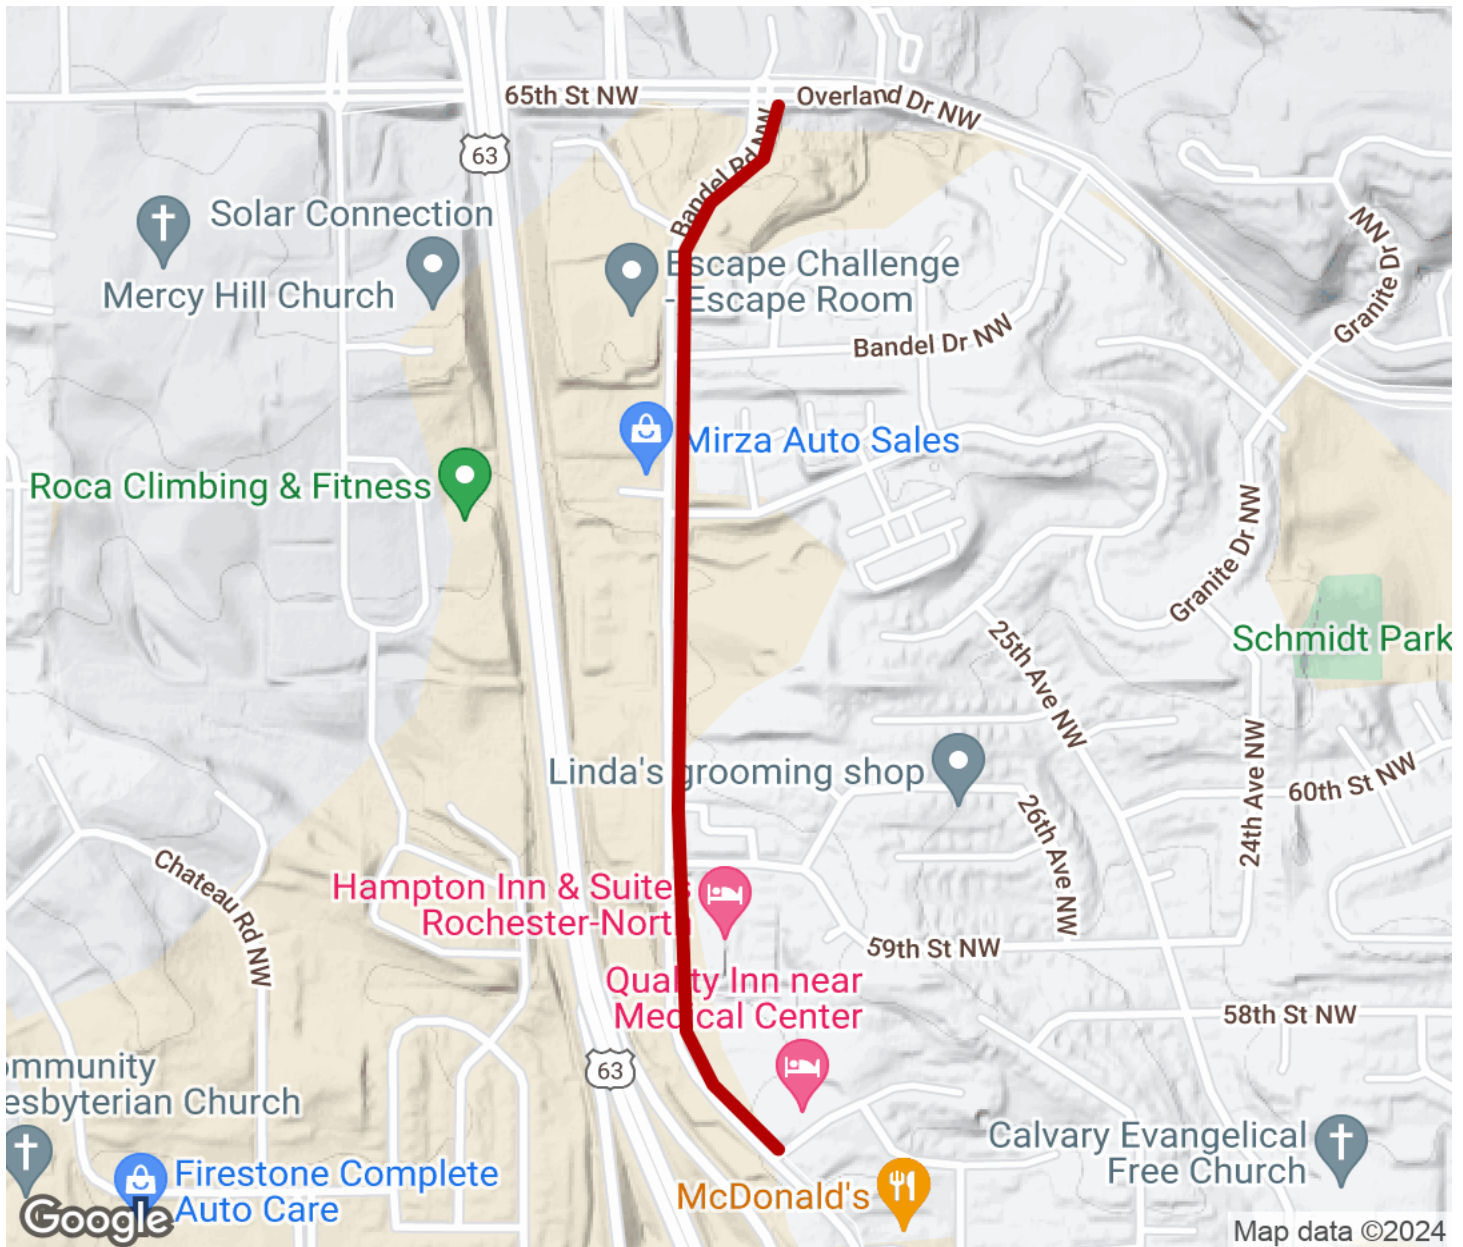 65th St NW
Overland Dr NW
63
Bandel Rd NW
Solar Connection
Mercy Hill Church
Escape Challenge
- Escape Room
Granite Dr NW
Bandel Dr NW
Mirza Auto Sales
Roca Climbing & Fitness
Granite Dr NW
Schmidt Park
25th Ave NW
Linda's grooming shop
26th Ave NW
24th Ave NW
60th St NW
Chateau Rd NW
Hampton Inn & Suites
Rochester-North
59th St NW
Quality Inn near
Medical Center
58th St NW
63
ommunity
esbyterian Church
Calvary Evangelical
Free Church
Firestone Complete
Auto Care
McDonald's
Google
Map data ©2024